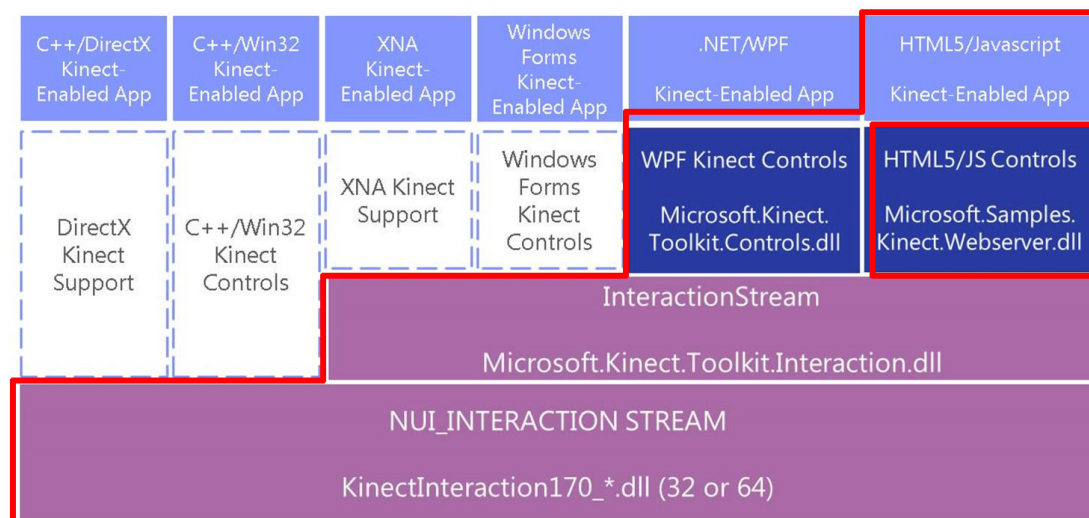 C++/DirectX
Kinect-
Enabled App
C++/Win32
Kinect-
Enabled App
XNA
Kinect-
Enabled App
Windows
Forms
Kinect-
Enabled App
.NET/WPF
Kinect-Enabled App
HTML5/Javascript
Kinect-Enabled App
DirectX
Kinect
Support
C++/Win32
Kinect
Controls
XNA Kinect
Support
Windows
Forms
Kinect
Controls
WPF Kinect Controls
Microsoft.Kinect.
Toolkit.Controls.dll
HTML5/JS Controls
Microsoft.Samples.
Kinect.Webserver.dll
InteractionStream
Microsoft.Kinect.Toolkit.Interaction.dll
NUI_INTERACTION STREAM
KinectInteraction170_*.dll (32 or 64)